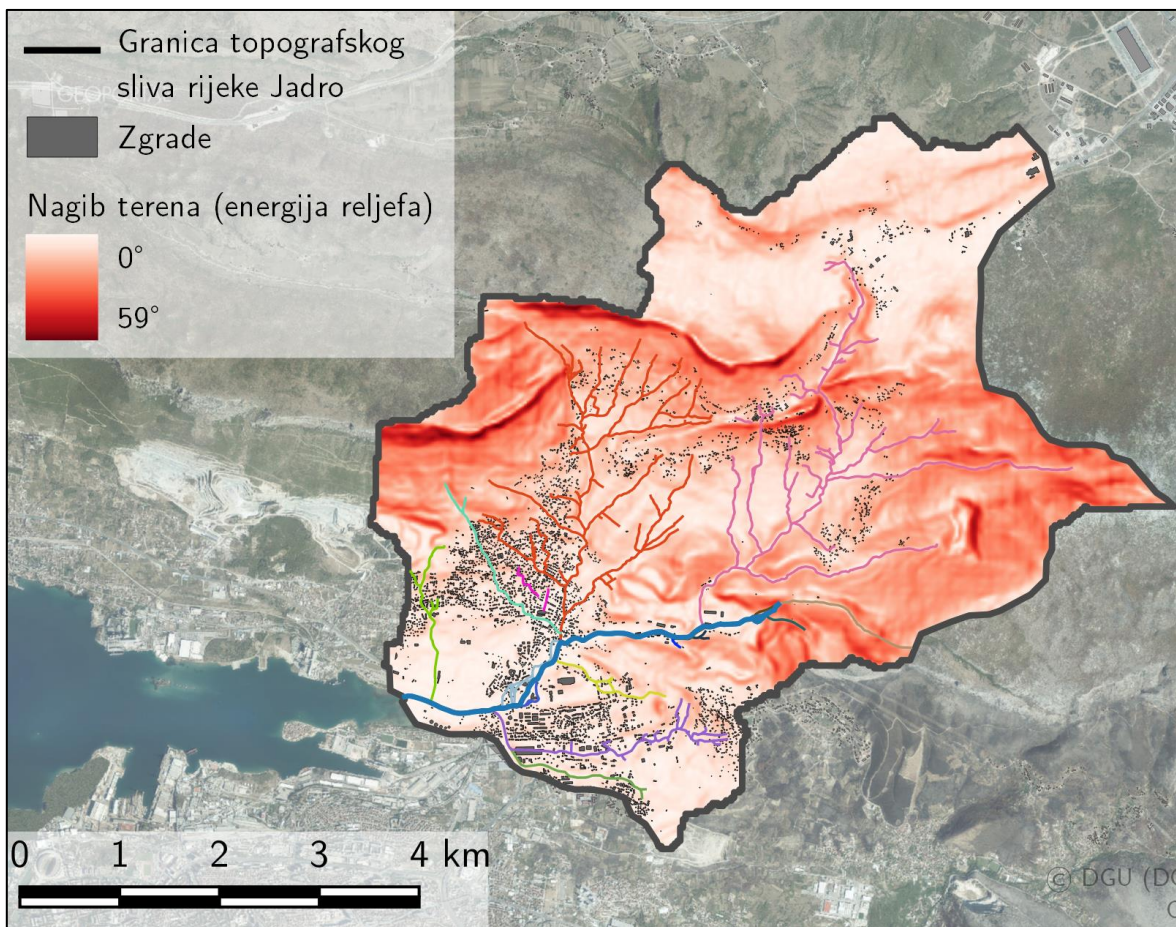 Granica topografskog
sliva rijeke Jadro
Zgrade
Nagib terena (energija reljefa)
0°
59°
0 1 2 3 4 km
© DGU